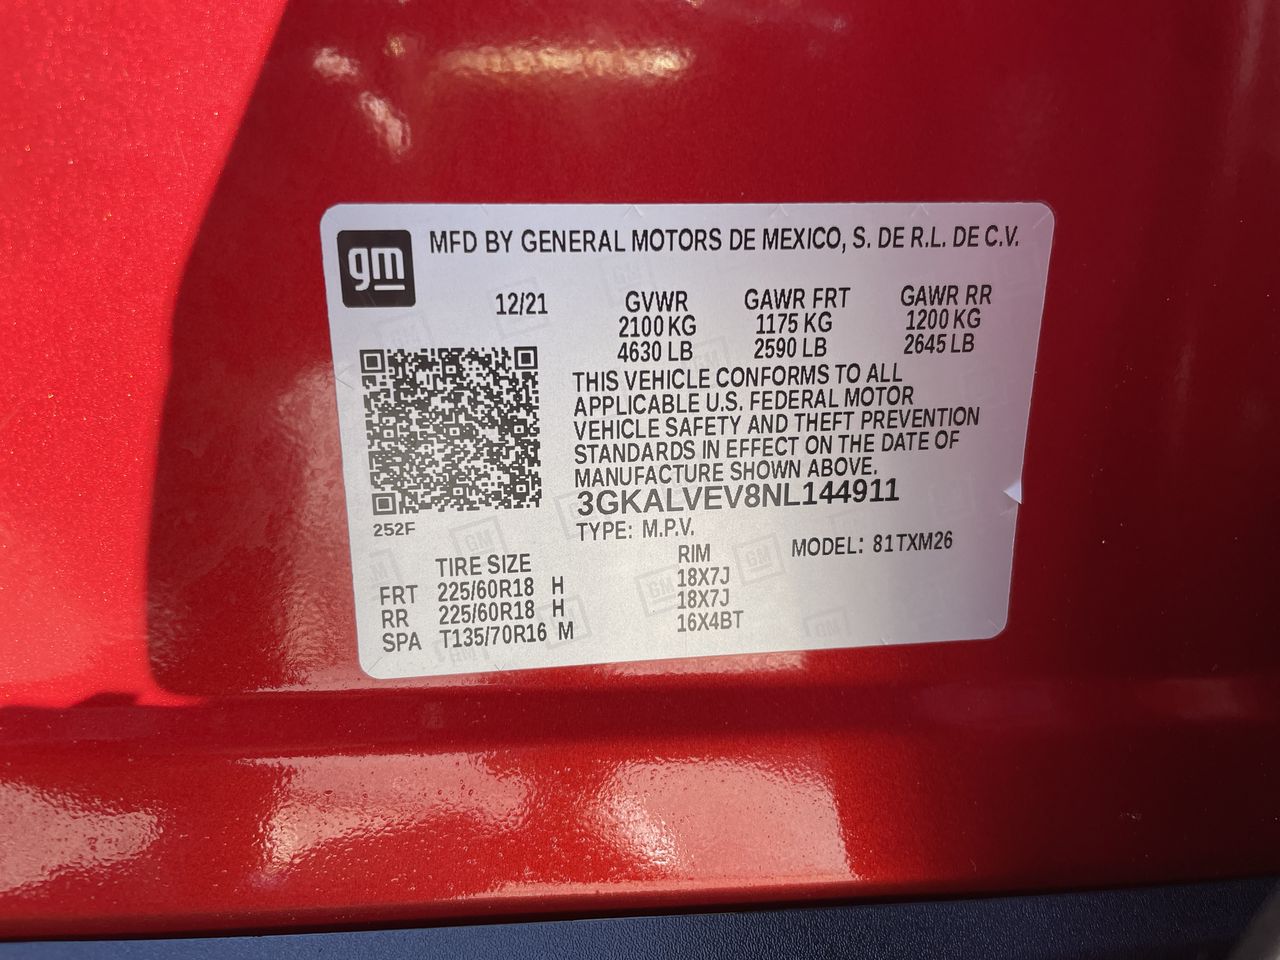 gm
MFD BY GENERAL MOTORS DE MEXICO, S. DE R.L. DE C.V.
12/21 GVWR GAWR FRT GAWR RR
2100 KG 1175 KG 1200 KG
4630 LB 2590 LB 2645 LB
THIS VEHICLE CONFORMS TO ALL
APPLICABLE U.S. FEDERAL MOTOR
VEHICLE SAFETY AND THEFT PREVENTION
STANDARDS IN EFFECT ON THE DATE OF
MANUFACTURE SHOWN ABOVE.
3GKALVEV8NL144911
252F TYPE: M.P.V.
MODEL: 81TXM26
TIRE SIZE RIM
FRT 225/60R18 H 18X7J
RR 225/60R18 H 18X7J
SPA T135/70R16 M 16X4BT